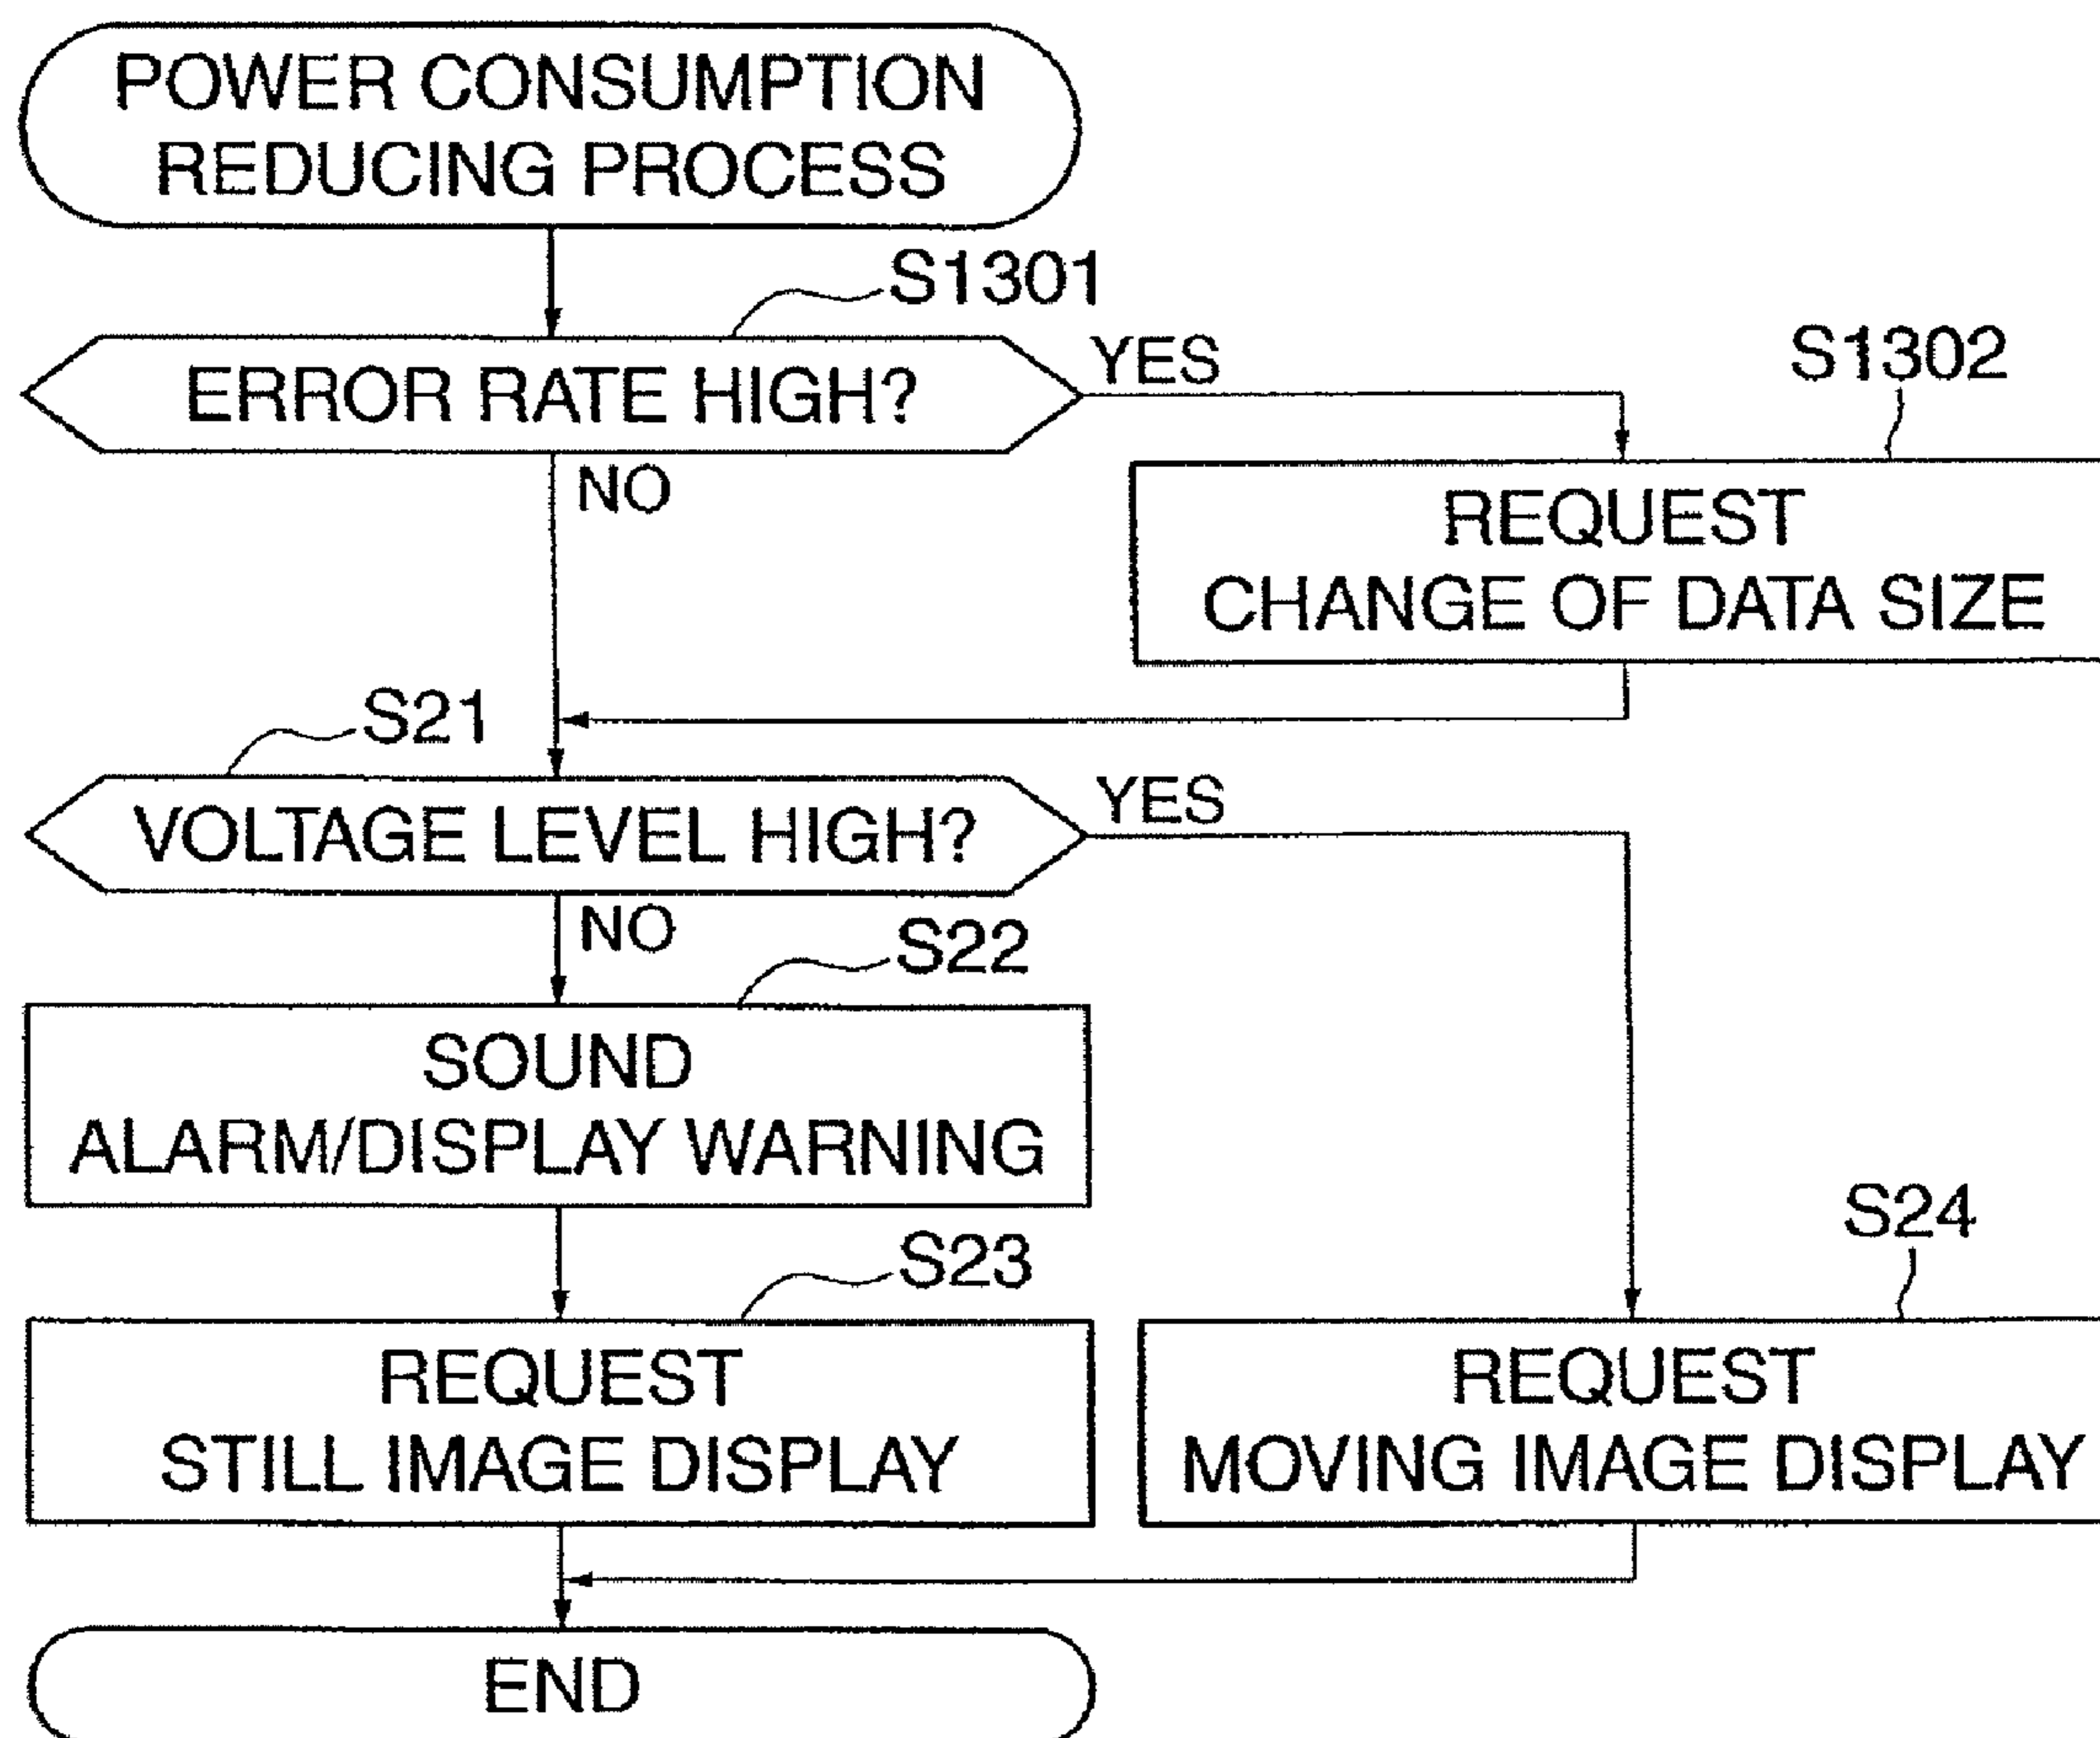 POWER CONSUMPTION
REDUCING PROCESS
S1301
ERROR RATE HIGH?
YES
S1302
NO
REQUEST
CHANGE OF DATA SIZE
S21
VOLTAGE LEVEL HIGH?
YES
NO
S22
SOUND
ALARM/DISPLAY WARNING
S23
REQUEST
STILL IMAGE DISPLAY
S24
REQUEST
MOVING IMAGE DISPLAY
END